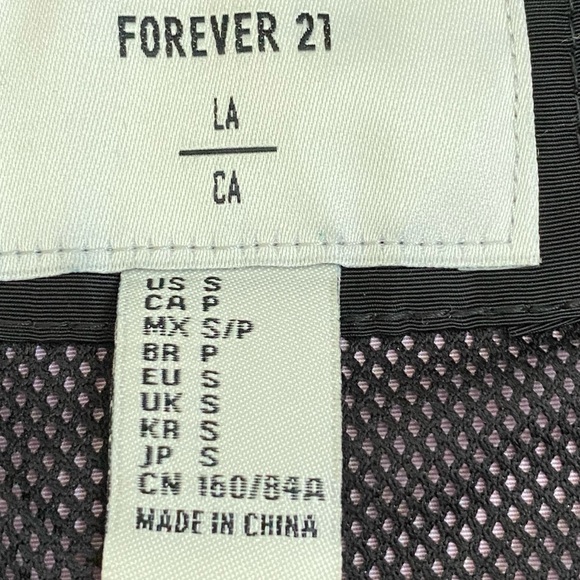 FOREVER 21
LA
CA
US S
CA P
MX S/P
BR P
EU S
UK S
KR S
JP S
CN 160/84A
MADE IN CHINA